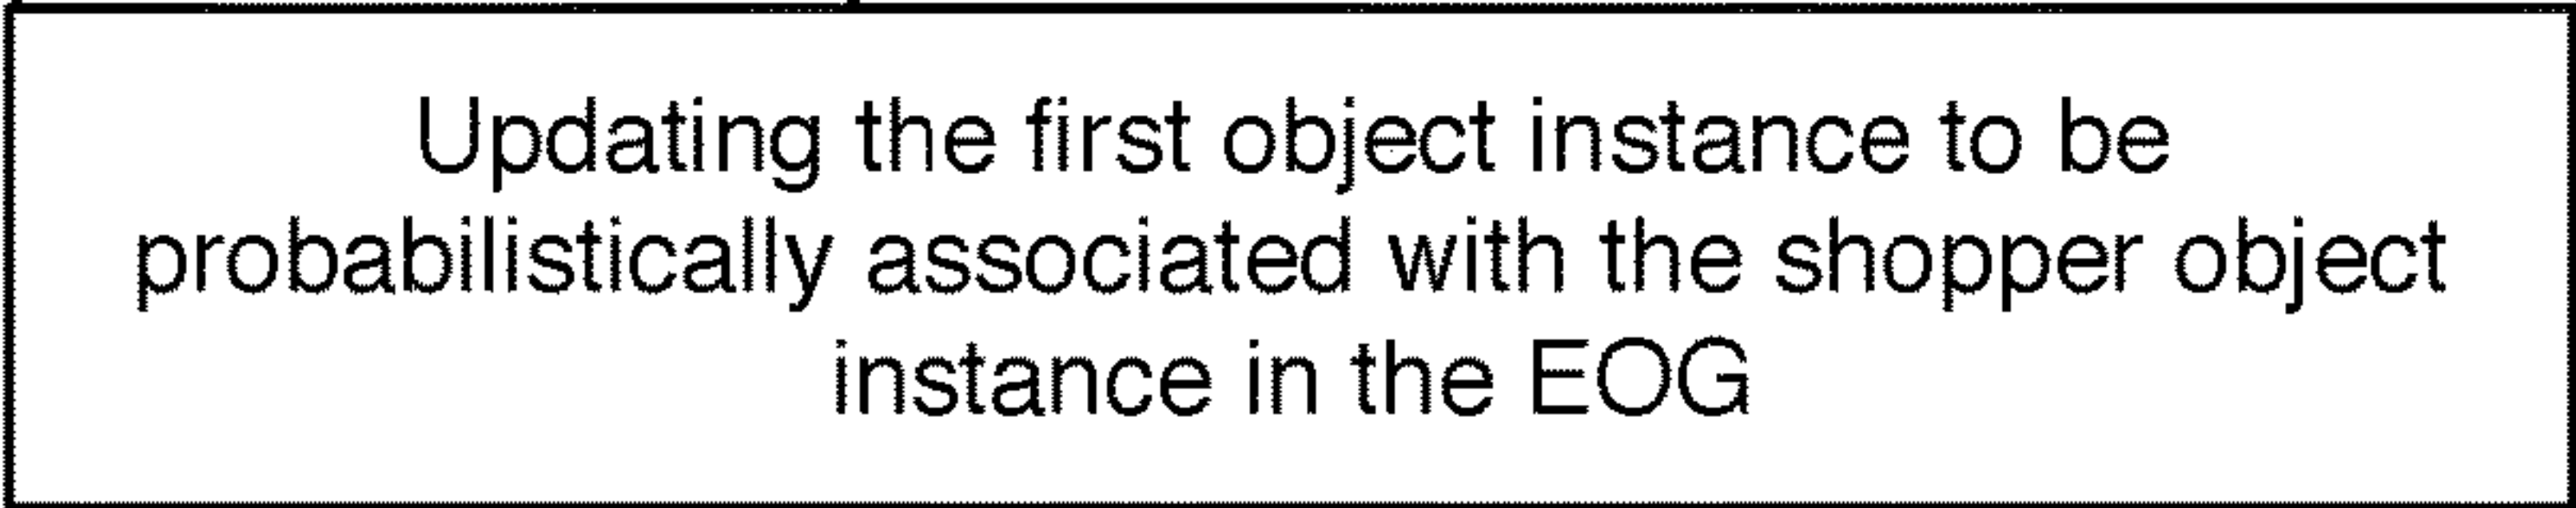 Updating the first object instance to be
probabilistically associated with the shopper object
instance in the EOG